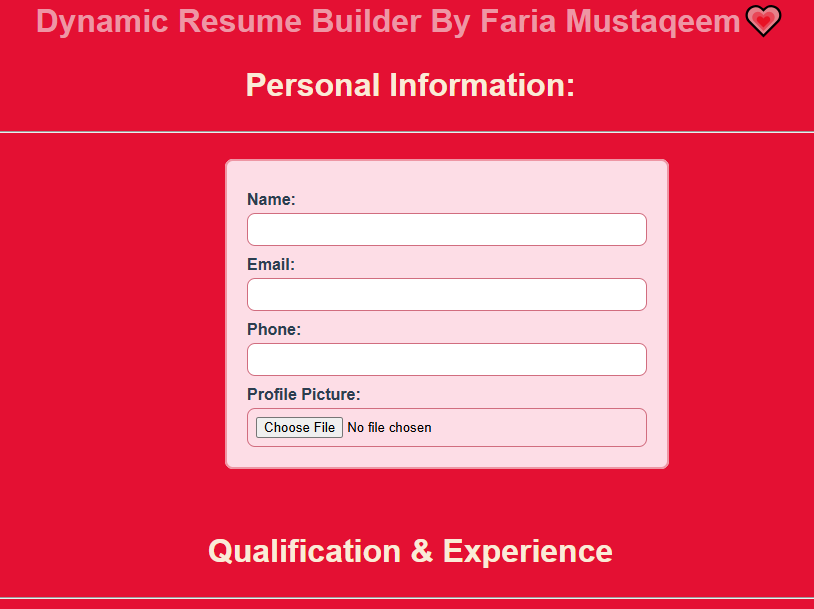 Dynamic Resume Builder By Faria Mustaqeem
Personal Information:
Name:
Email:
Phone:
Profile Picture:
Choose File No file chosen
Qualification & Experience